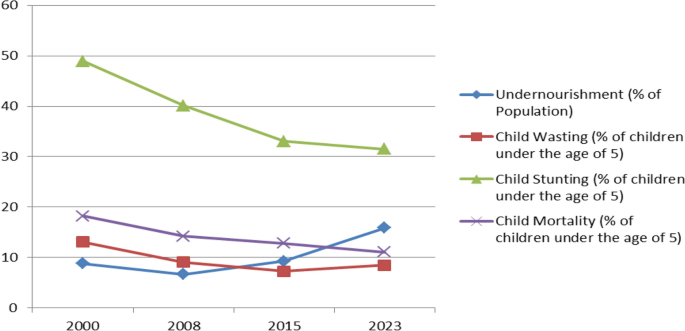 60
50
40
30
20
10
0
2000 2008 2015 2023
Undernourishment (% of
Population)
Child Wasting (% of children
under the age of 5)
Child Stunting (% of children
under the age of 5)
Child Mortality (% of
children under the age of 5)